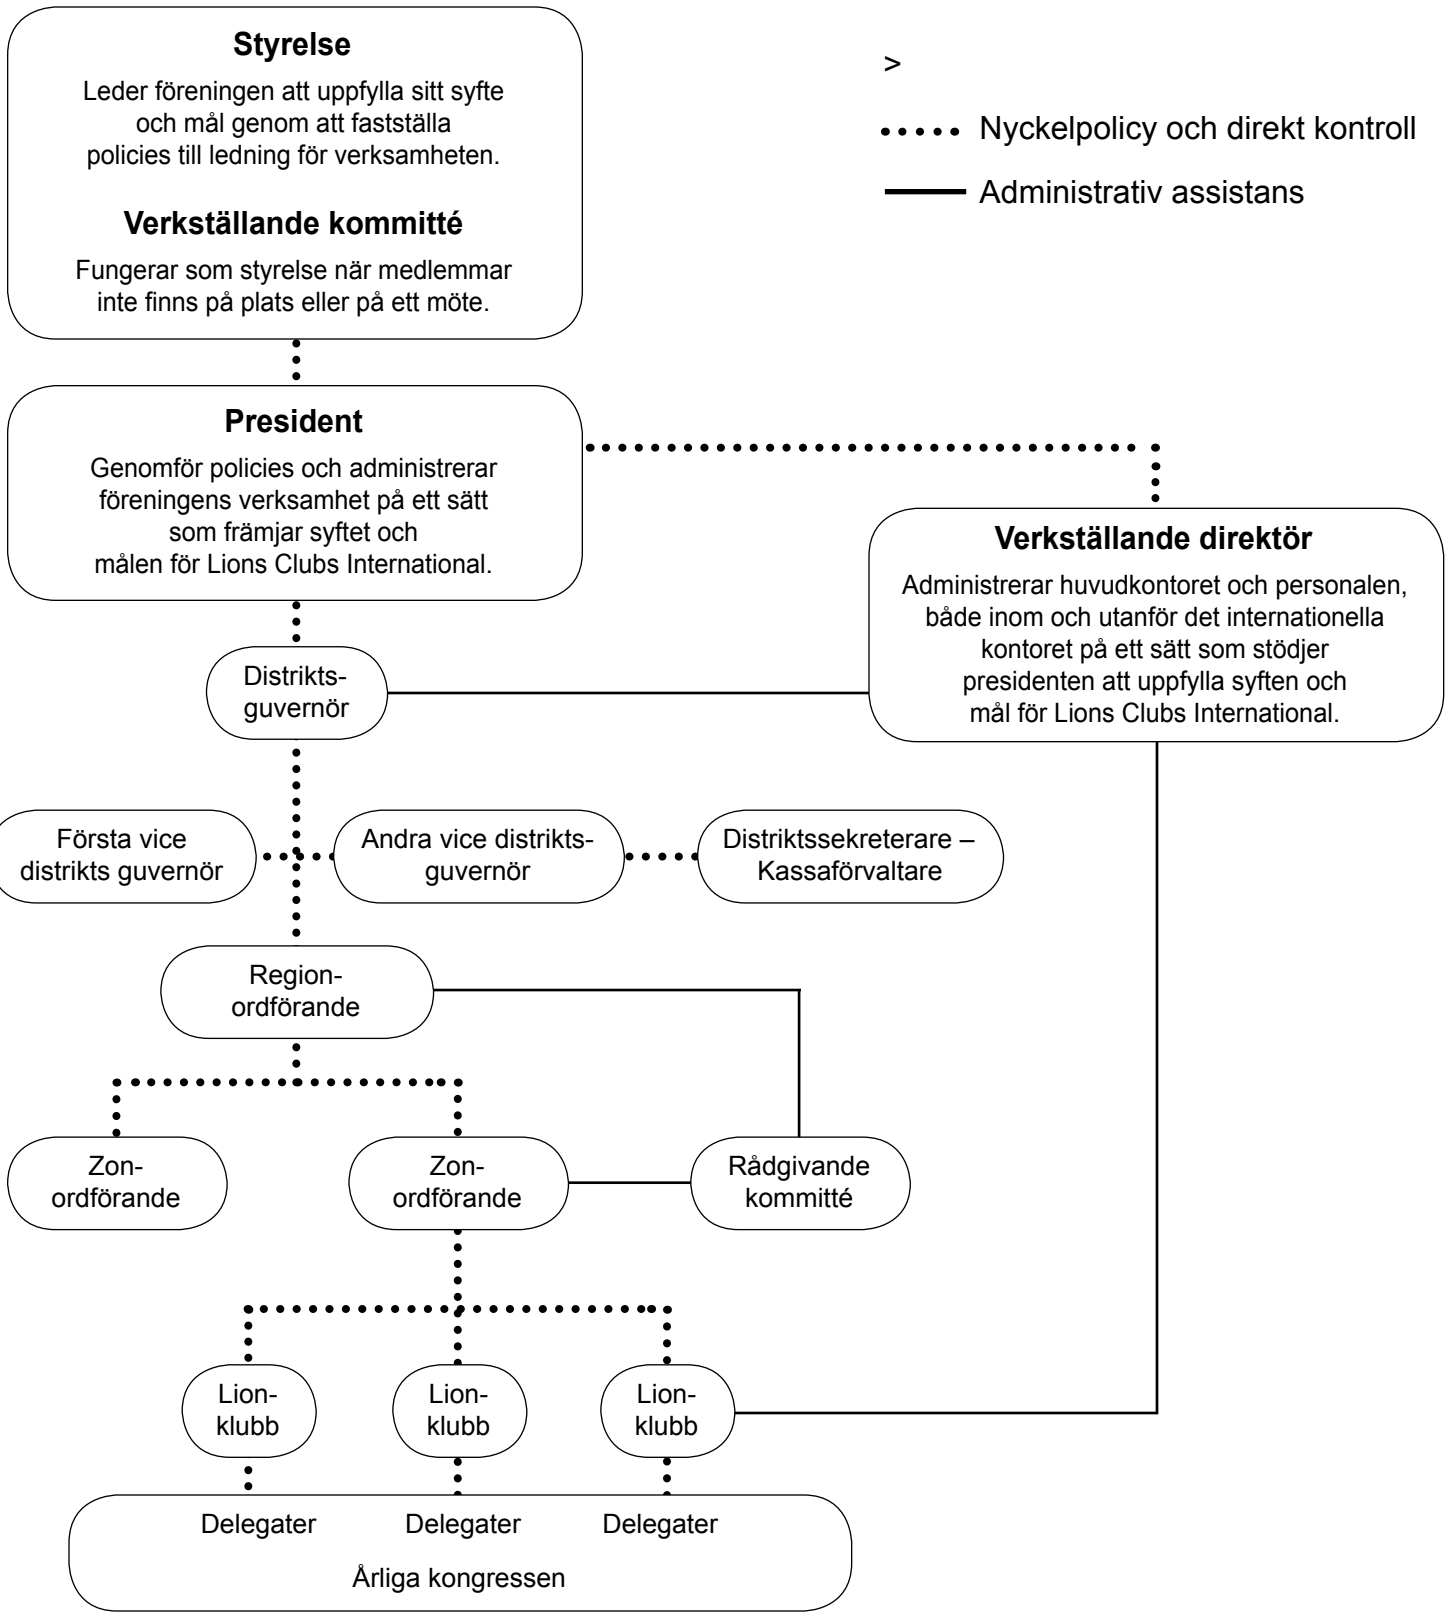 Styrelse
Leder föreningen att uppfylla sitt syfte
och mål genom att fastställa
policies till ledning för verksamheten.
Verkställande kommitté
Fungerar som styrelse när medlemmar
inte finns på plats eller på ett möte.
>
Nyckelpolicy och direkt kontroll
Administrativ assistans
President
Genomför policies och administrerar
föreningens verksamhet på ett sätt
som främjar syftet och
målen för Lions Clubs International.
Verkställande direktör
Administrerar huvudkontoret och personalen,
både inom och utanför det internationella
kontoret på ett sätt som stödjer
presidenten att uppfylla syften och
mål för Lions Clubs International.
Distrikts-
guvernör
Första vice
distrikts guvernör
Andra vice distrikts-
guvernör
Distriktssekreterare –
Kassaförvaltare
Region-
ordförande
Zon-
ordförande
Zon-
ordförande
Rådgivande
kommitté
Lion-
klubb
Lion-
klubb
Lion-
klubb
Delegater
Delegater
Delegater
Årliga kongressen